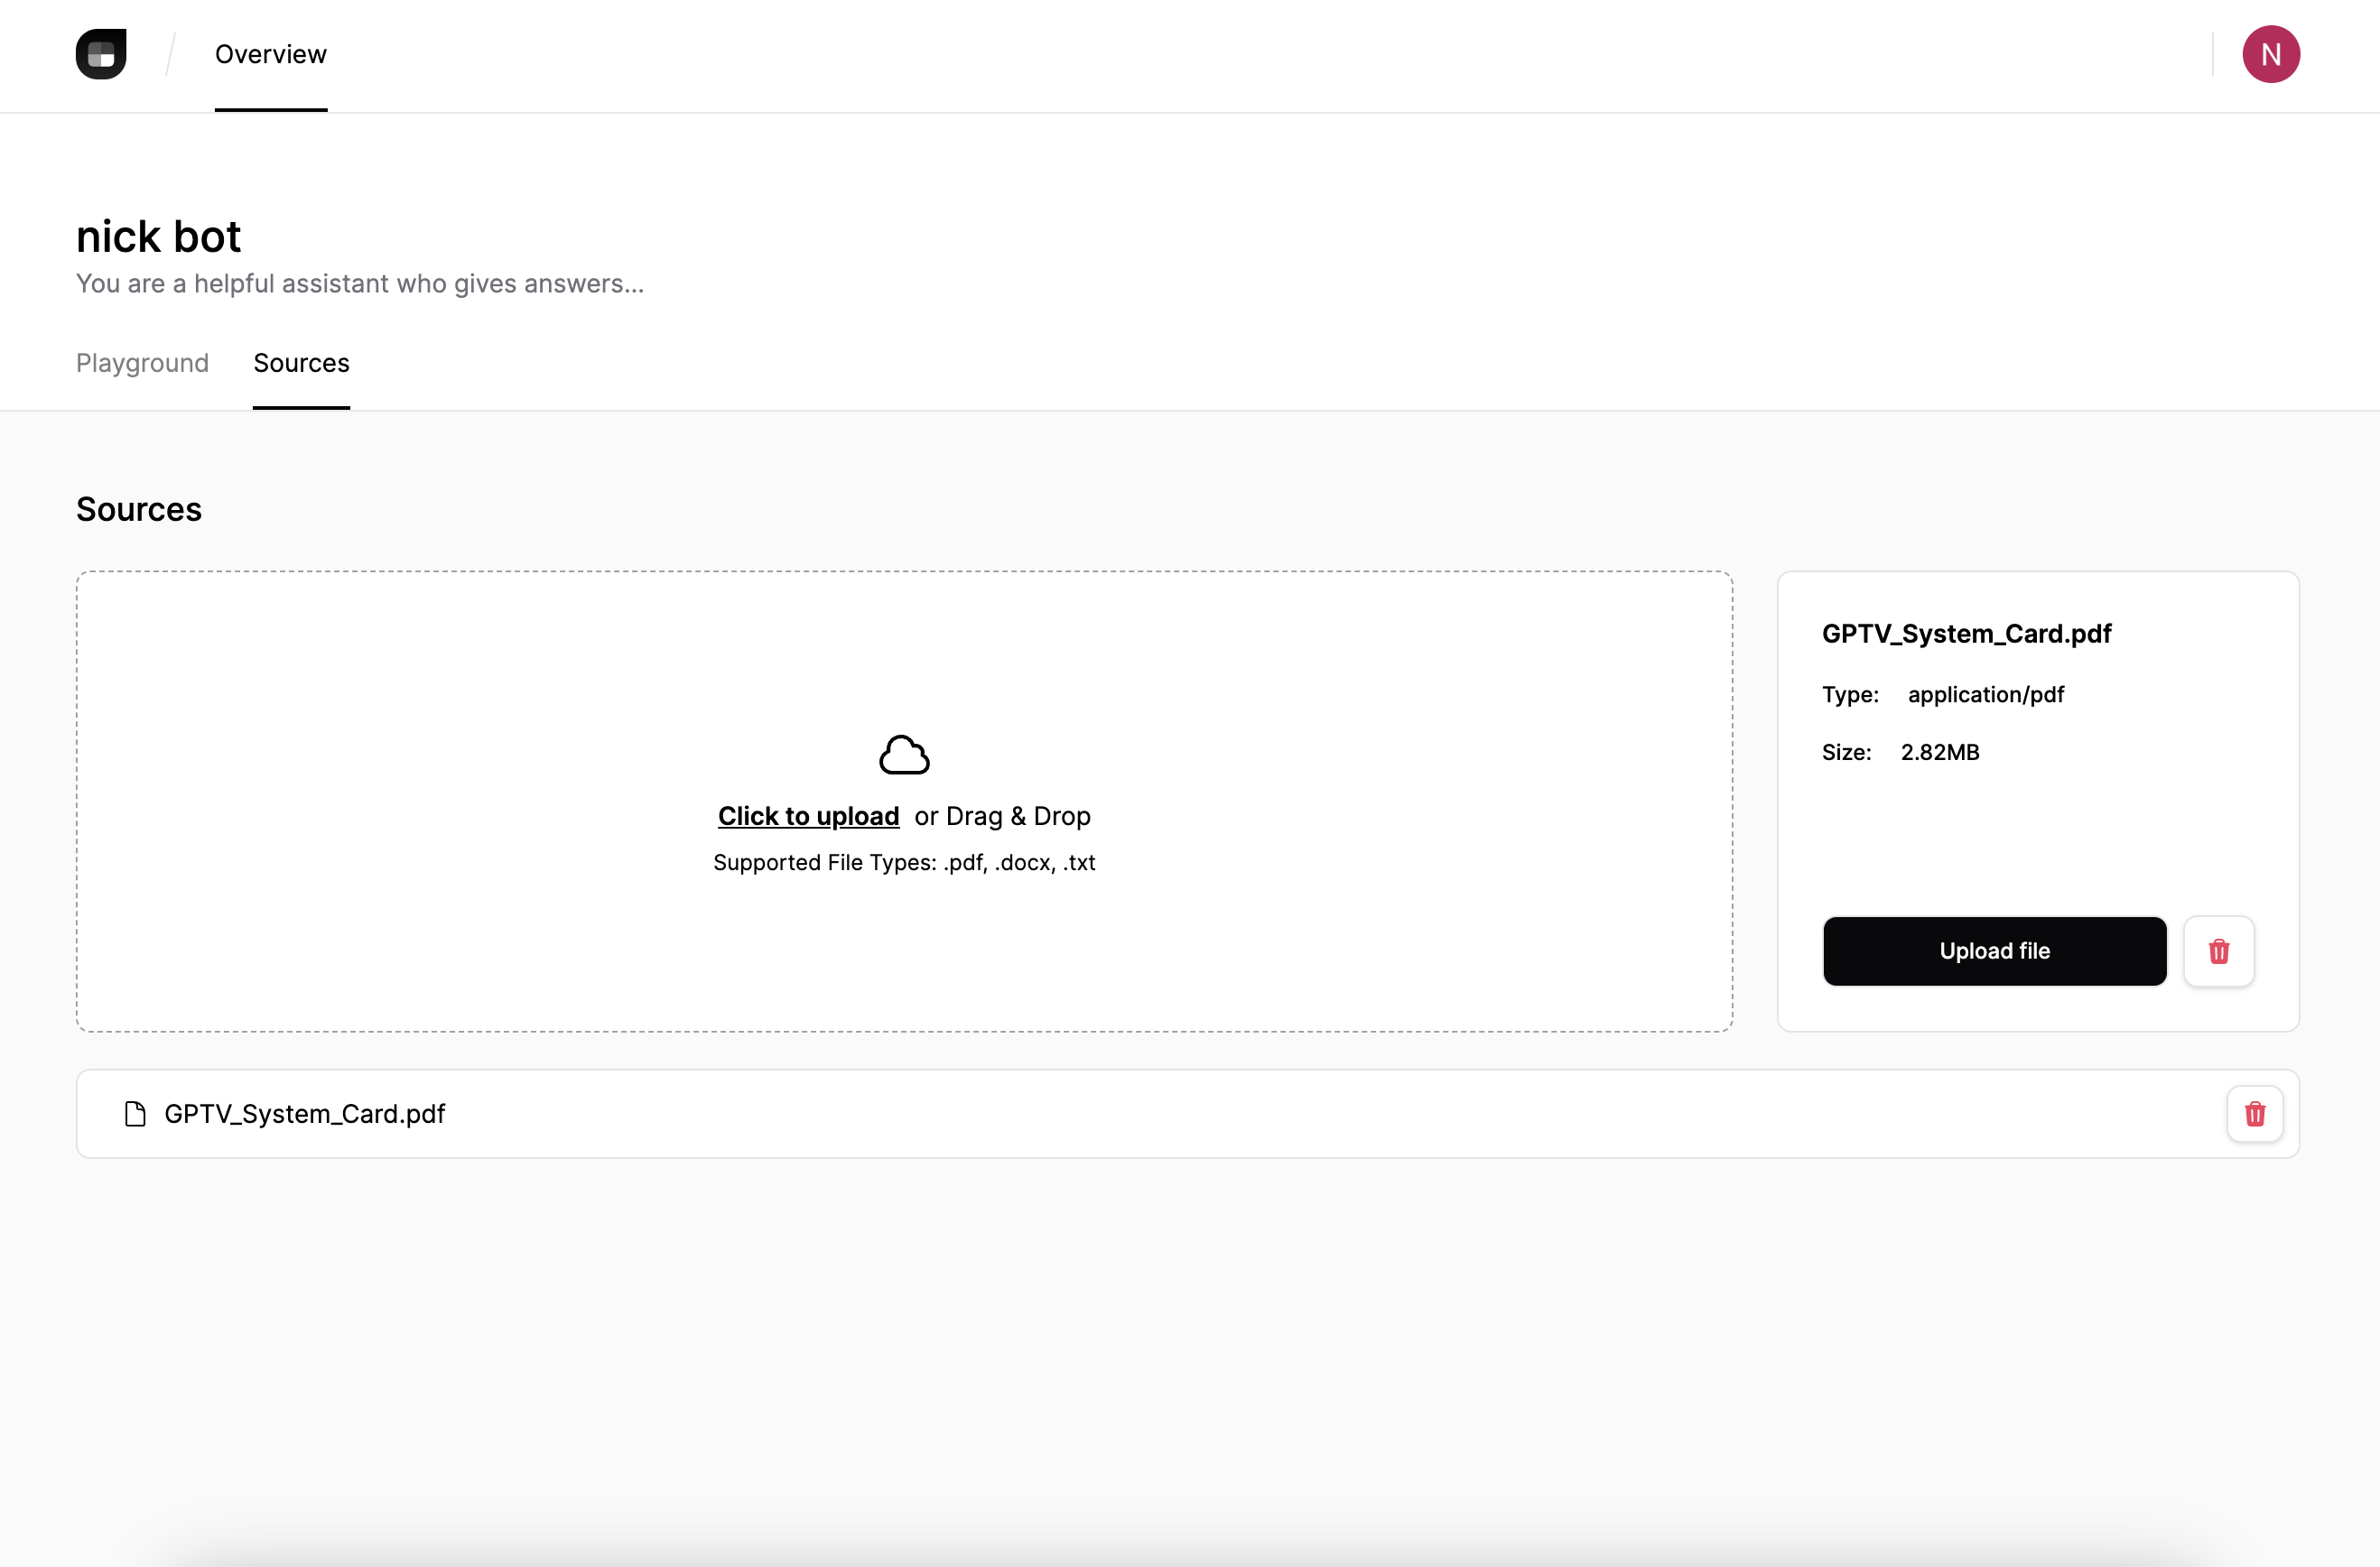 Overview
N
nick bot
You are a helpful assistant who gives answers...
Playground Sources
Sources
Click to upload or Drag & Drop
Supported File Types: .pdf, .docx, .txt
GPTV_System_Card.pdf
Type: application/pdf
Size: 2.82MB
Upload file
GPTV_System_Card.pdf